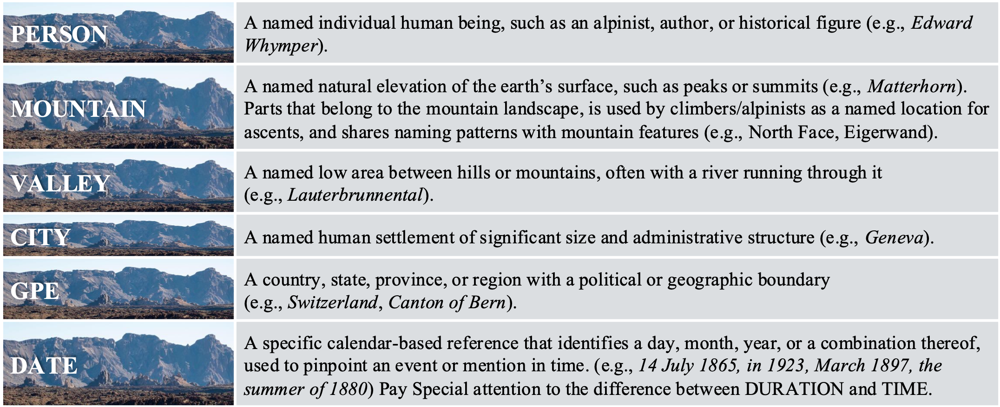 PERSON
A named individual human being, such as an alpinist, author, or historical figure (e.g., Edward
Whymper).
MOUNTAIN
A named natural elevation of the earth’s surface, such as peaks or summits (e.g., Matterhorn).
Parts that belong to the mountain landscape, is used by climbers/alpinists as a named location for
ascents, and shares naming patterns with mountain features (e.g., North Face, Eigerwand).
VALLEY
A named low area between hills or mountains, often with a river running through it
(e.g., Lauterbrunnental).
CITY
A named human settlement of significant size and administrative structure (e.g., Geneva).
GPE
A country, state, province, or region with a political or geographic boundary
(e.g., Switzerland, Canton of Bern).
DATE
A specific calendar-based reference that identifies a day, month, year, or a combination thereof,
used to pinpoint an event or mention in time. (e.g., 14 July 1865, in 1923, March 1897, the
summer of 1880) Pay Special attention to the difference between DURATION and TIME.